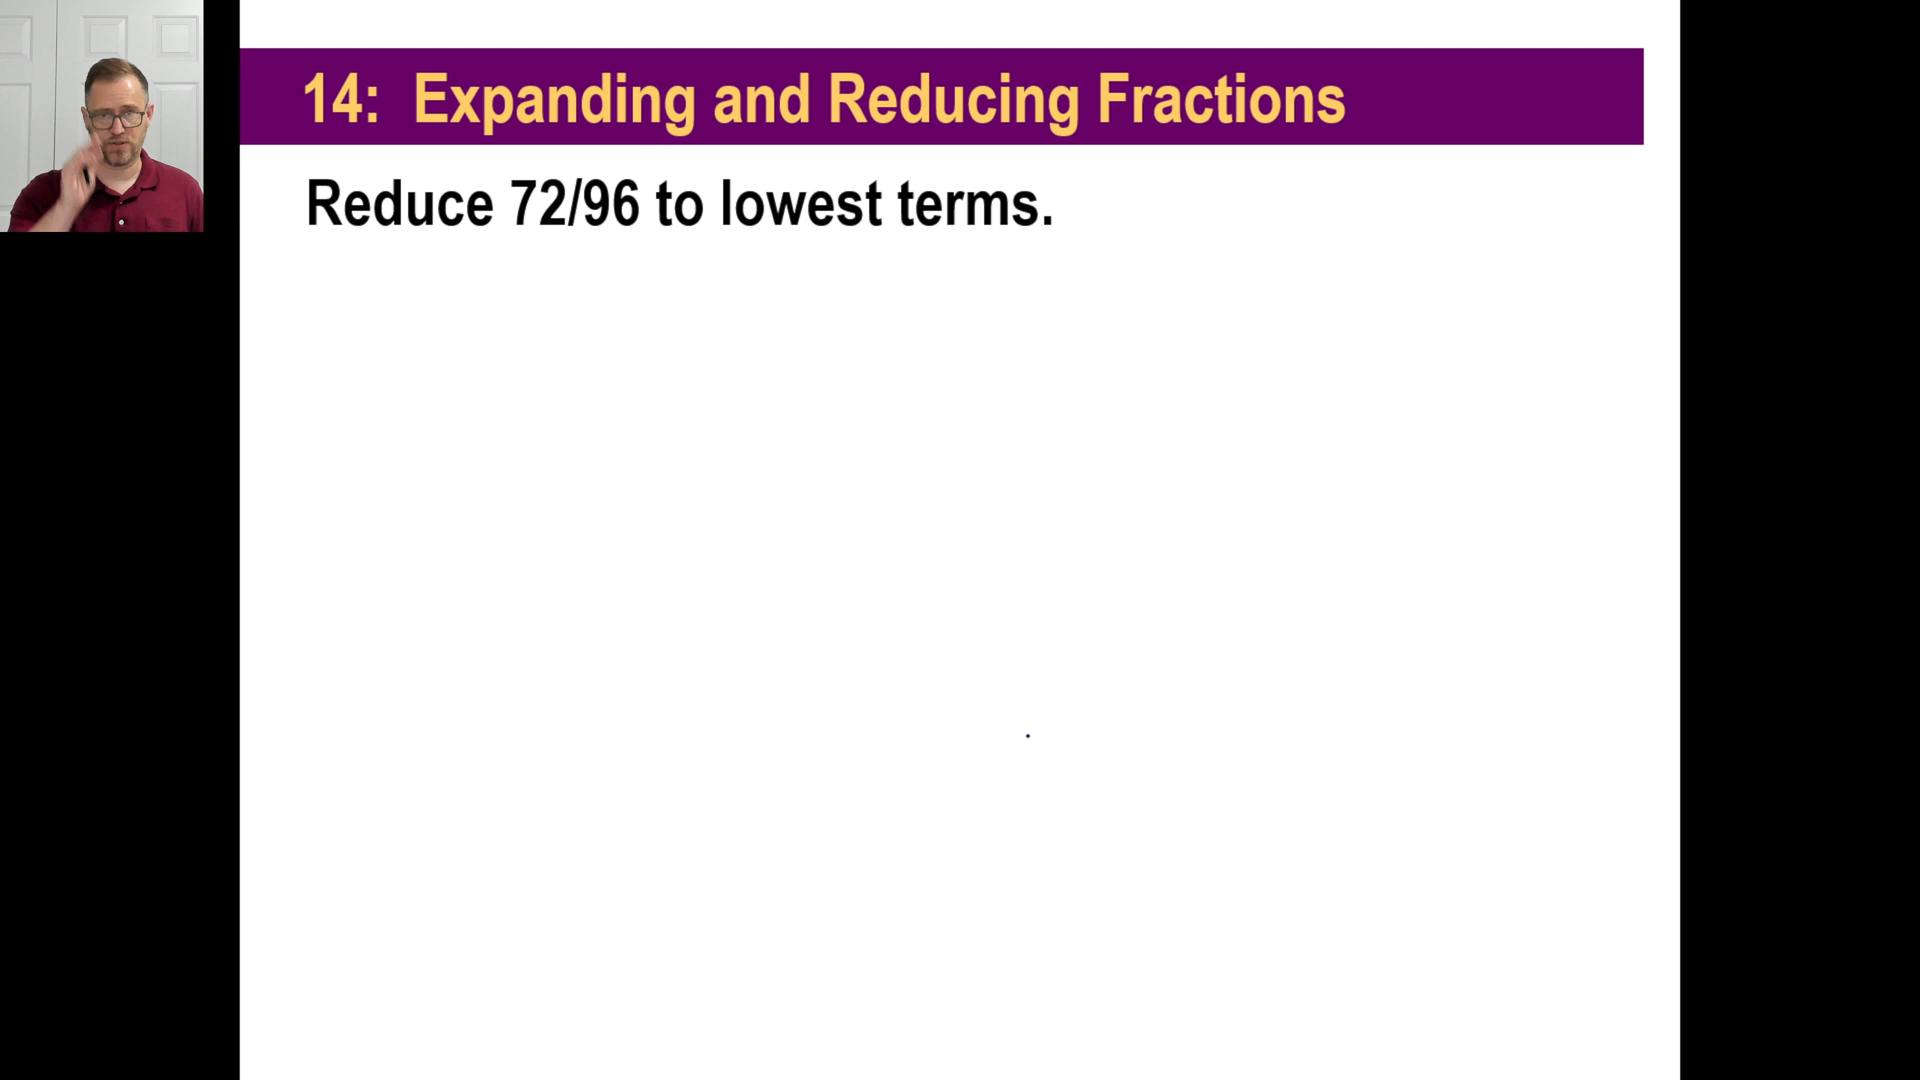 14: Expanding and Reducing Fractions
Reduce 72/96 to lowest terms.